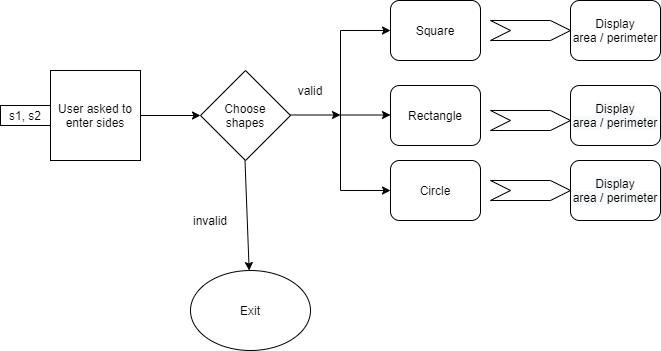 s1, s2
User asked to
enter sides
Choose
shapes
valid
invalid
Exit
Square
Display
area / perimeter
Rectangle
Display
area / perimeter
Circle
Display
area / perimeter